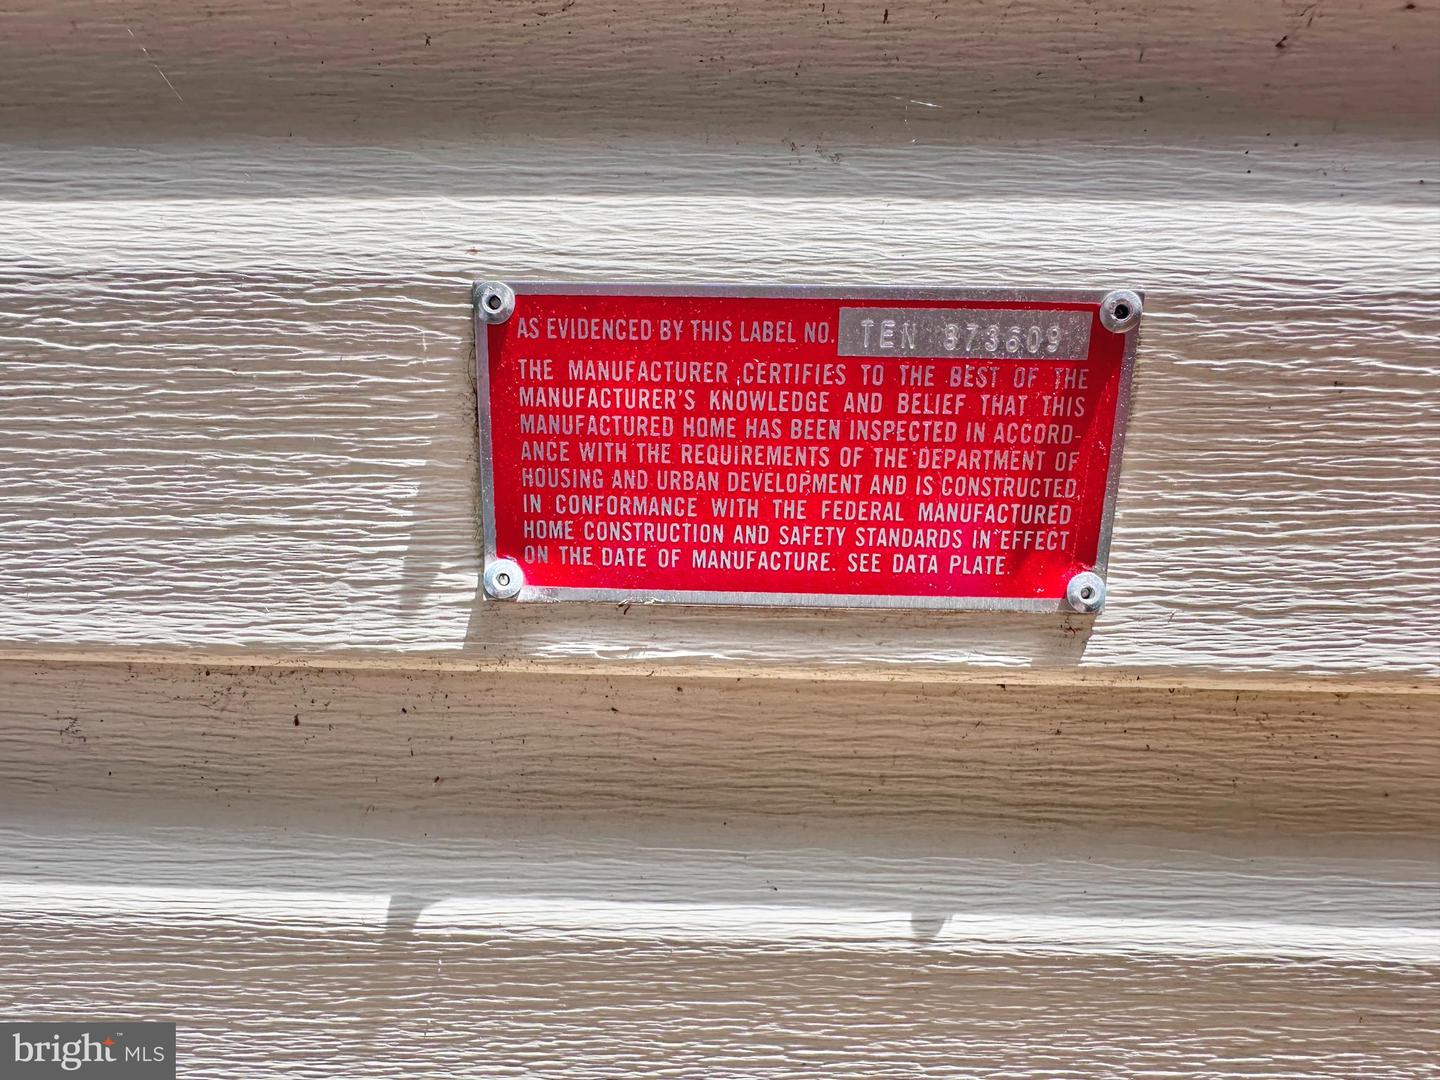 AS EVIDENCED BY THIS LABEL NO. TEN 373609
THE MANUFACTURER CERTIFIES TO THE BEST OF THE
MANUFACTURER'S KNOWLEDGE AND BELIEF THAT THIS
MANUFACTURED HOME HAS BEEN INSPECTED IN ACCORD-
ANCE WITH THE REQUIREMENTS OF THE DEPARTMENT OF
HOUSING AND URBAN DEVELOPMENT AND IS CONSTRUCTED
IN CONFORMANCE WITH THE FEDERAL MANUFACTURED
HOME CONSTRUCTION AND SAFETY STANDARDS IN EFFECT
ON THE DATE OF MANUFACTURE. SEE DATA PLATE.
bright™ MLS